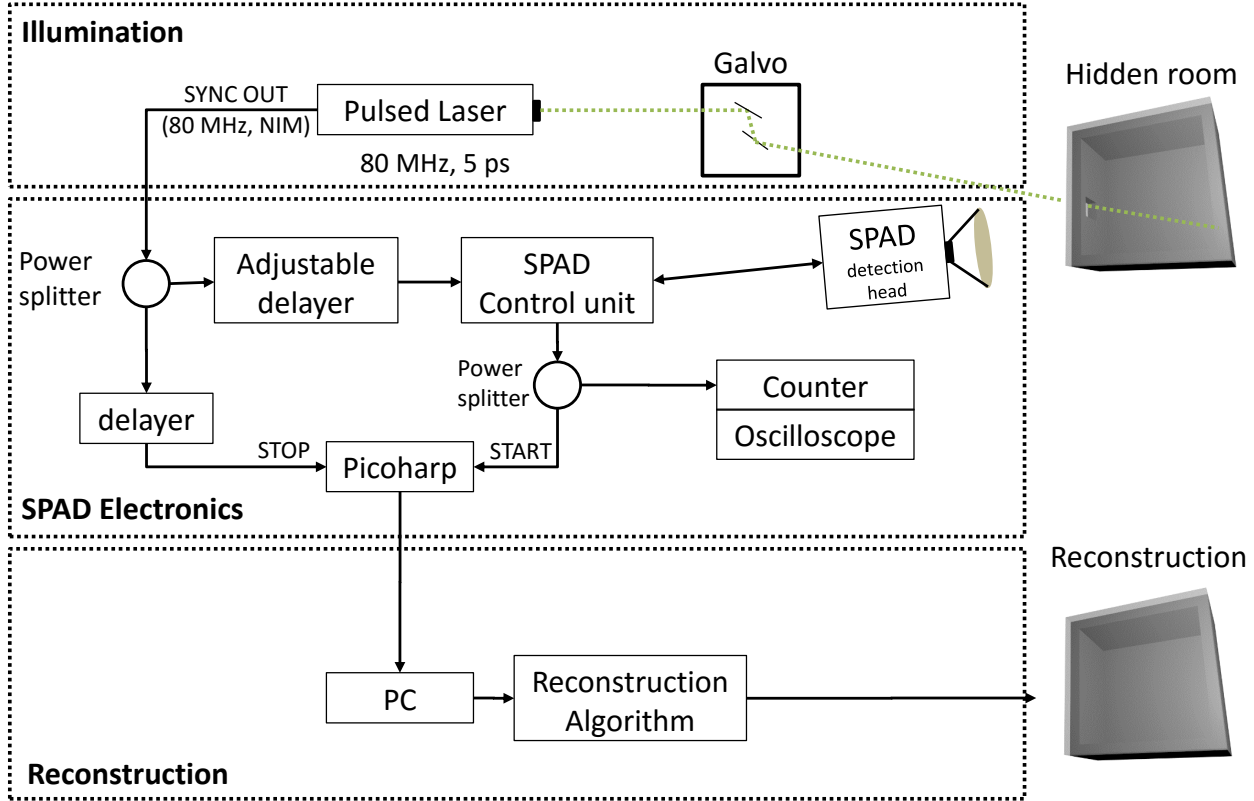 Illumination
Galvo
Hidden room
SYNC OUT
(80 MHz, NIM)
Pulsed Laser
80 MHz, 5 ps
Power
splitter
Adjustable
delayer
SPAD
Control unit
SPAD
detection
head
Power
splitter
Counter
Oscilloscope
delayer
STOP
Picoharp
START
SPAD Electronics
Reconstruction
PC
Reconstruction
Algorithm
Reconstruction